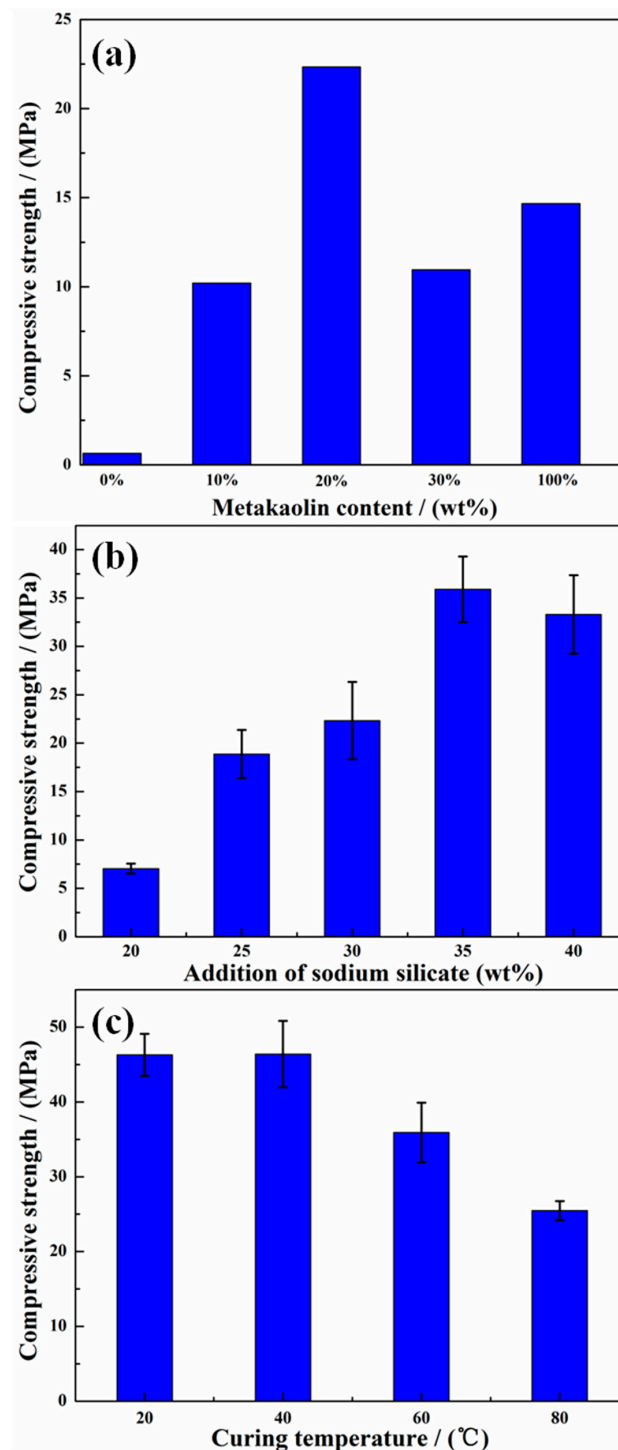 (a)
Compressive strength / (MPa)
25
20
15
10
5
0
0% 10% 20% 30% 100%
Metakaolin content / (wt%)
(b)
Compressive strength / (MPa)
40
35
30
25
20
15
10
5
0
20 25 30 35 40
Addition of sodium silicate (wt%)
(c)
Compressive strength / (MPa)
50
40
30
20
10
0
20 40 60 80
Curing temperature / (℃)